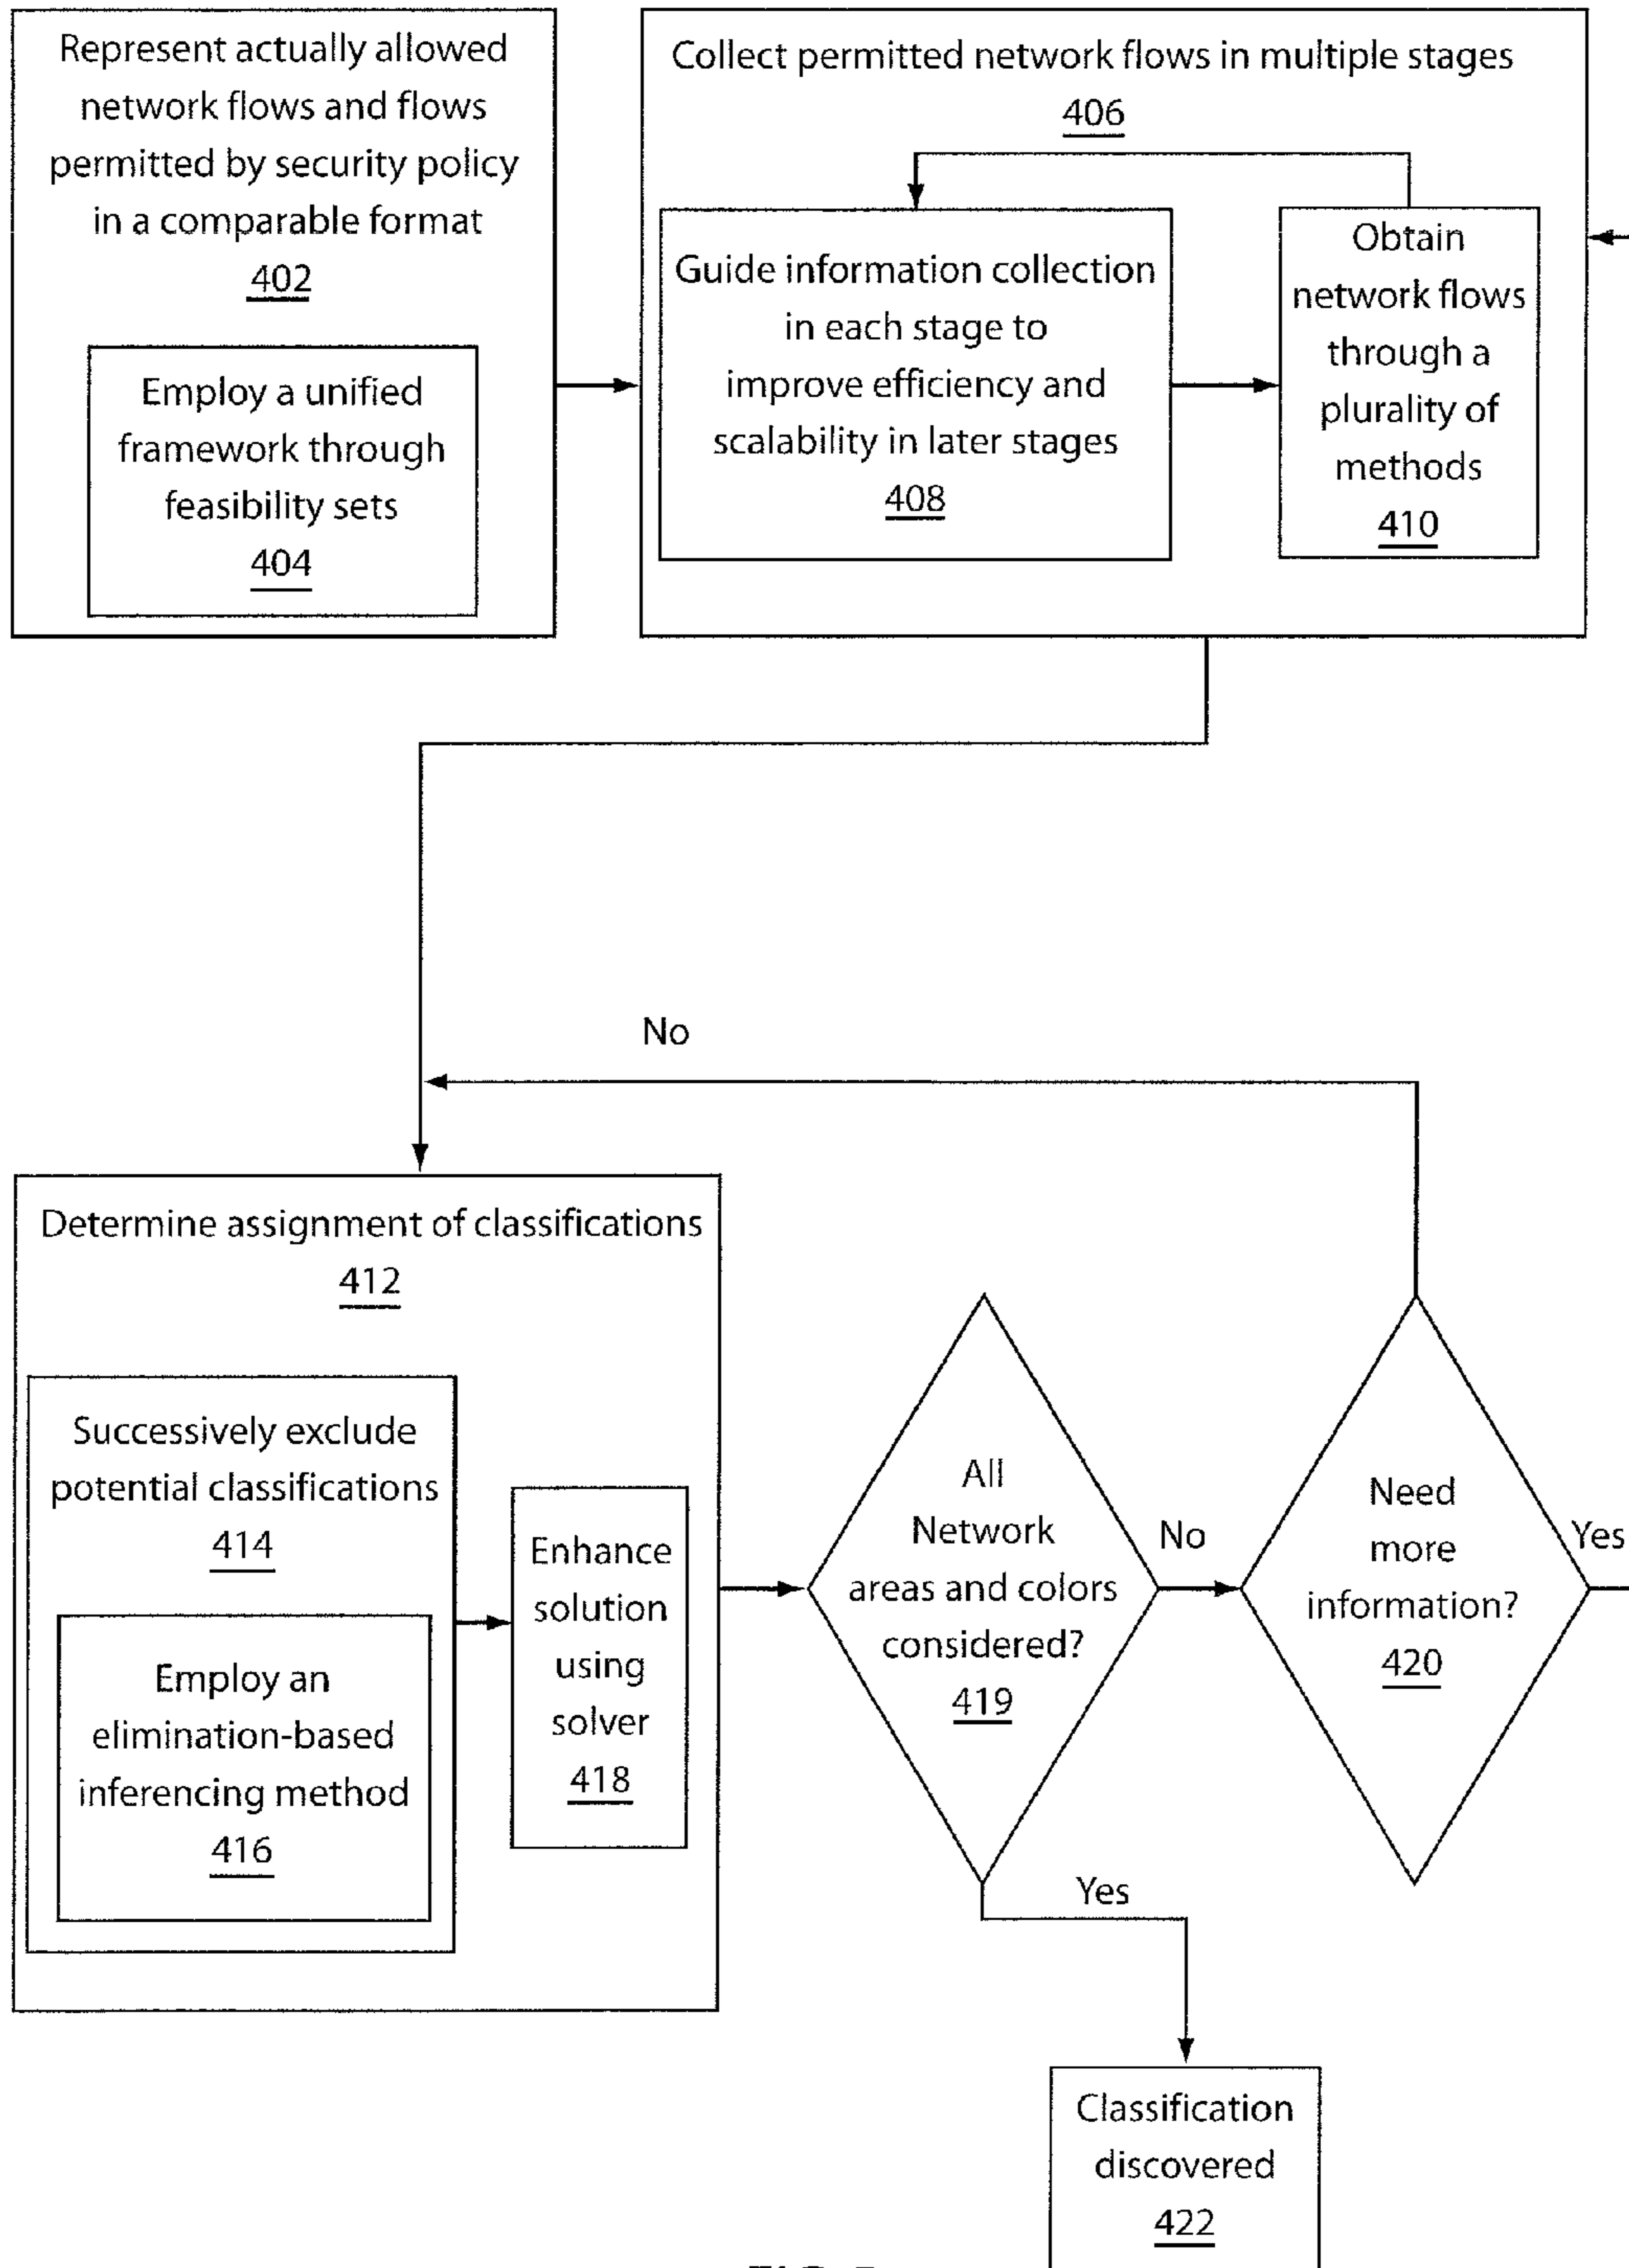 Represent actually allowed
network flows and flows
permitted by security policy
in a comparable format
402
Employ a unified
framework through
feasibility sets
404
Collect permitted network flows in multiple stages
406
Guide information collection
in each stage to
improve efficiency and
scalability in later stages
408
Obtain
network flows
through a
plurality of
methods
410
No
Determine assignment of classifications
412
Successively exclude
potential classifications
414
Employ an
elimination-based
inferencing method
416
Enhance
solution
using
solver
418
All
Network
areas and colors
considered?
419
No
Need
more
information?
420
Yes
Yes
Classification
discovered
422